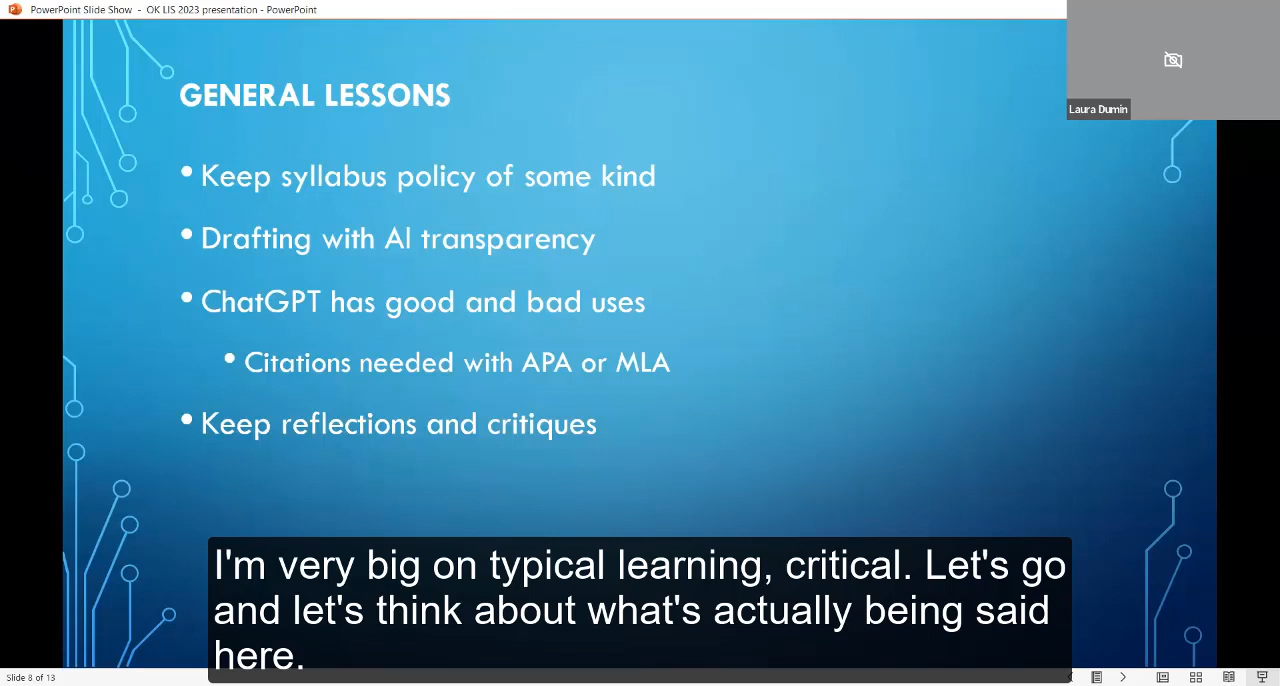 PowerPoint Slide Show - OK LIS 2023 presentation - PowerPoint
Laura Dumin
GENERAL LESSONS
• Keep syllabus policy of some kind
• Drafting with AI transparency
• ChatGPT has good and bad uses
• Citations needed with APA or MLA
• Keep reflections and critiques
I'm very big on typical learning, critical. Let's go
and let's think about what's actually being said
here.
Slide 8 of 13